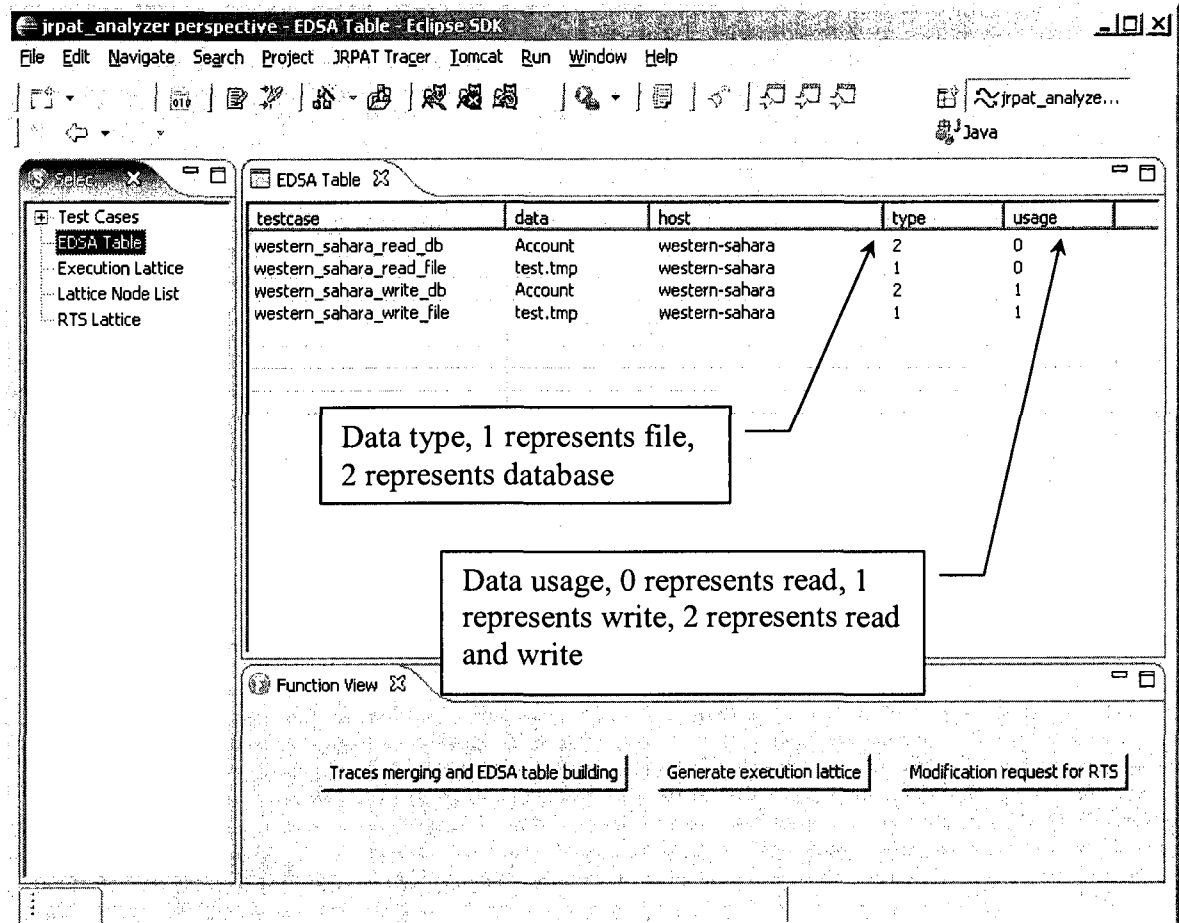 jrpat_analyzer perspective - EDSA Table - Eclipse SDK
File Edit Navigate Search Project JRPAT Tracer Tomcat Run Window Help
jrpat_analyze...
Java
Selec
EDSA Table
Test Cases
EDSA Table
Execution Lattice
Lattice Node List
RTS Lattice
testcase data host type usage
western_sahara_read_db Account western-sahara 2 0
western_sahara_read_file test.tmp western-sahara 1 0
western_sahara_write_db Account western-sahara 2 1
western_sahara_write_file test.tmp western-sahara 1 1
Data type, 1 represents file,
2 represents database
Data usage, 0 represents read, 1
represents write, 2 represents read
and write
Function View
Traces merging and EDSA table building
Generate execution lattice
Modification request for RTS